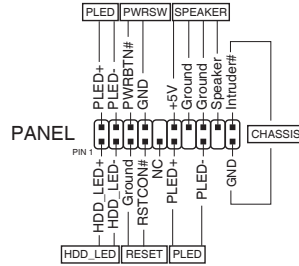 PLED PWRSW SPEAKER
PLED+
PLED-
PWRBTN#
GND
+5V
Ground
Ground
Speaker
Intruder#
PANEL
PIN 1
CHASSIS
HDD_LED+
HDD_LED-
Ground
RSTCON#
NC
PLED+
PLED-
GND
HDD_LED RESET PLED